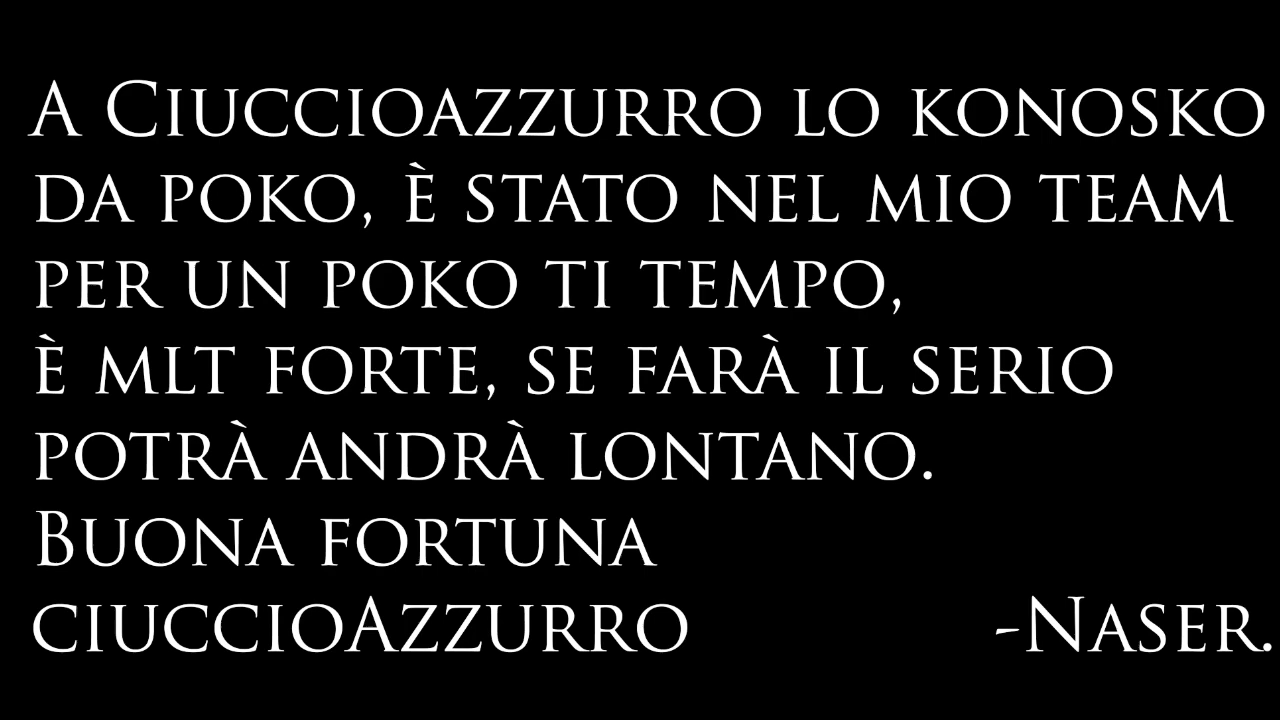 A Ciuccioazzurro lo konosko
da poko, è stato nel mio team
per un poko ti tempo,
è mlt forte, se farà il serio
potrà andrà lontano.
Buona fortuna
ciuccioAzzurro -Naser.